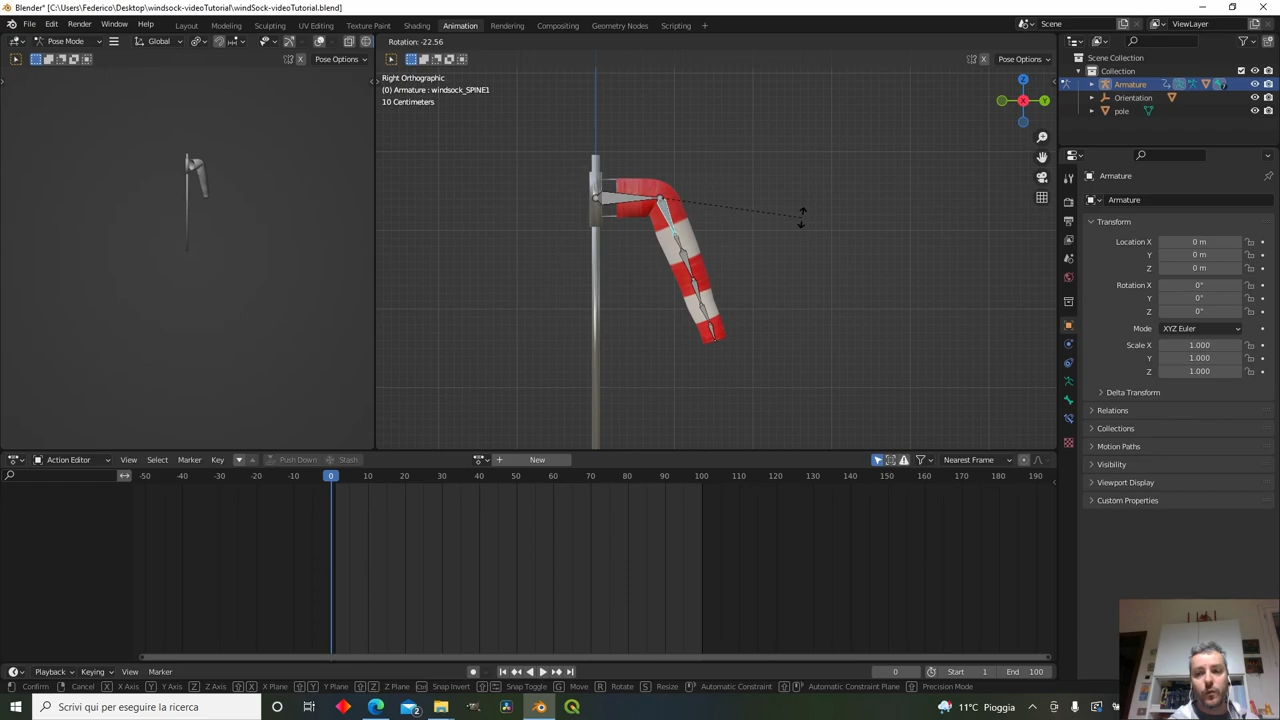 Blender* [C:\Users\Federico\Desktop\windSock-videoTutorial\windSock-videoTutorial.blend]
File Edit Render Window Help
Layout Modeling Sculpting UV Editing Texture Paint Shading Animation Rendering Compositing Geometry Nodes Scripting +
Scene ViewLayer
Pose Mode Global Rotation: -22.56
Pose Options Pose Options
Right Orthographic
(0) Armature : windsock_SPINE1
10 Centimeters
Z
Y
X
Scene Collection
Collection
Armature
Orientation
pole
Armature
Armature
Transform
Location X 0 m
Y 0 m
Z 0 m
Rotation X 0°
Y 0°
Z 0°
Mode XYZ Euler
Scale X 1.000
Y 1.000
Z 1.000
Delta Transform
Relations
Collections
Motion Paths
Visibility
Viewport Display
Custom Properties
Action Editor View Select Marker Key Push Down Stash New Nearest Frame
-50 -40 -30 -20 -10 0 10 20 30 40 50 60 70 80 90 100 110 120 130 140 150 160 170 180 190
Playback Keying View Marker 0 Start 1 End 100
Confirm Cancel X X Axis Y Y Axis Z Z Axis X X Plane Y Y Plane Z Z Plane Ctrl Snap Invert Snap Toggle G Move R Rotate S Resize Automatic Constraint Automatic Constraint Plane Precision Mode
Scrivi qui per eseguire la ricerca 2 11°C Pioggia